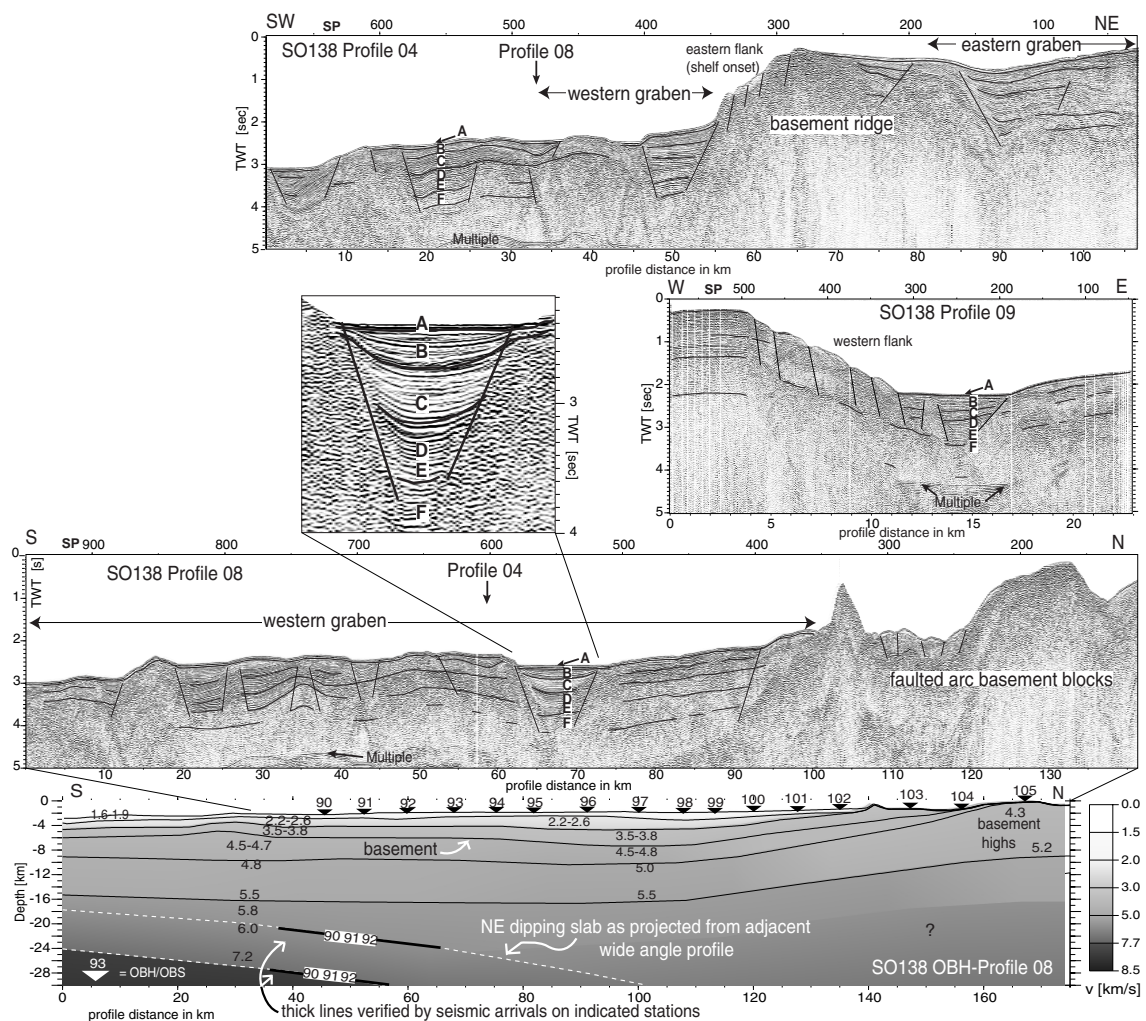 SW SP 600 500 400 300 200 100 NE
SO138 Profile 04
Profile 08
eastern flank
(shelf onset)
eastern graben
western graben
basement ridge
A
B
C
D
E
F
Multiple
TWT [sec]
0
1
2
3
4
5
10 20 30 40 50 60 70 80 90 100
profile distance in km
A
B
C
D
E
F
3
TWT [sec]
4
W SP 500 400 300 200 100 E
SO138 Profile 09
western flank
A
B
C
D
E
F
Multiple
TWT [sec]
0
1
2
3
4
5
0 5 10 15 20
profile distance in km
S N
SP 900 800 700 600 500 400 300 200
SO138 Profile 08
Profile 04
western graben
A
B
C
D
E
F
faulted arc basement blocks
Multiple
TWT [s]
0
1
2
3
4
5
10 20 30 40 50 60 70 80 90 100 110 120 130
profile distance in km
S N
90 92 92 93 94 95 96 97 98 99 100 101 102 103 104 105
1.6-1.9
2.2-2.6 2.2-2.6
3.5-3.8 3.5-3.8
4.5-4.7 4.5-4.8
basement
4.8 5.0
5.5 5.5
5.8
6.0
7.2
4.3
basement
highs
5.2
90 91 92
90 91 92
NE dipping slab as projected from adjacent
wide angle profile
?
93 = OBH/OBS
SO138 OBH-Profile 08
Depth [km]
0
-4
-8
-12
-16
-20
-24
-28
0 20 40 60 80 100 120 140 160
profile distance in km
thick lines verified by seismic arrivals on indicated stations
0.0
1.5
3.0
5.0
7.7
8.5
v [km/s]